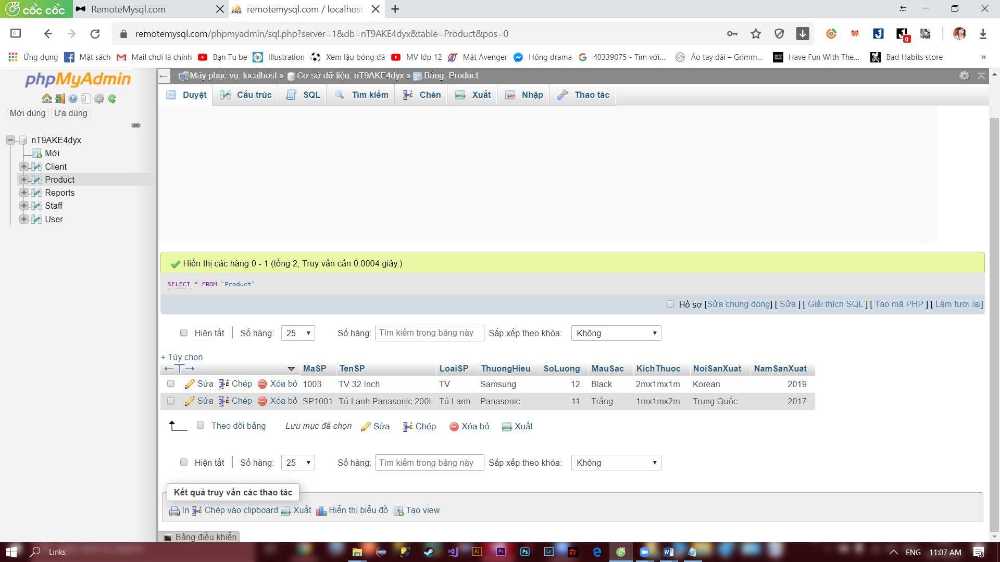 cốc cốc
RemoteMysql.com
remotemysql.com / localhost
remotemysql.com/phpmyadmin/sql.php?server=1&db=nT9AKE4dyx&table=Product&pos=0
0
Ứng dụng
Mặt sách
Mail chơi là chính
Bạn Tu be
Illustration
Xem lậu bóng đá
MV lớp 12
Mặt Avenger
Hóng drama
40339075 - Tìm với...
Áo tay dài – Grimm...
Have Fun With The...
Bad Habits store
»
phpMyAdmin
Mới dùng
Ưa dùng
nT9AKE4dyx
Mới
Client
Product
Reports
Staff
User
Máy phục vụ: localhost » Cơ sở dữ liệu: nT9AKE4dyx » Bảng: Product
Duyệt
Cấu trúc
SQL
Tìm kiếm
Chèn
Xuất
Nhập
Thao tác
Hiển thị các hàng 0 - 1 (tổng 2, Truy vấn cần 0.0004 giây.)
SELECT * FROM `Product`
Hồ sơ [Sửa chung dòng] [ Sửa ] [ Giải thích SQL ] [ Tạo mã PHP ] [ Làm tươi lại]
Hiện tất | Số hàng: 25 Số hàng: Tìm kiếm trong bảng này Sắp xếp theo khóa: Không
+ Tùy chọn
←T→ MaSP TenSP LoaiSP ThuongHieu SoLuong MauSac KichThuoc NoiSanXuat NamSanXuat
Sửa Chép Xóa bỏ 1003 TV 32 Inch TV Samsung 12 Black 2mx1mx1m Korean 2019
Sửa Chép Xóa bỏ SP1001 Tủ Lạnh Panasonic 200L Tủ Lạnh Panasonic 11 Trắng 1mx1mx2m Trung Quốc 2017
Theo dõi bảng Lưu mục đã chọn Sửa Chép Xóa bỏ Xuất
Hiện tất | Số hàng: 25 Số hàng: Tìm kiếm trong bảng này Sắp xếp theo khóa: Không
Kết quả truy vấn các thao tác
In Chép vào clipboard Xuất Hiển thị biểu đồ Tạo view
Bảng điều khiển
Links
Ai
Pr
Ps
Lr
ENG
11:07 AM